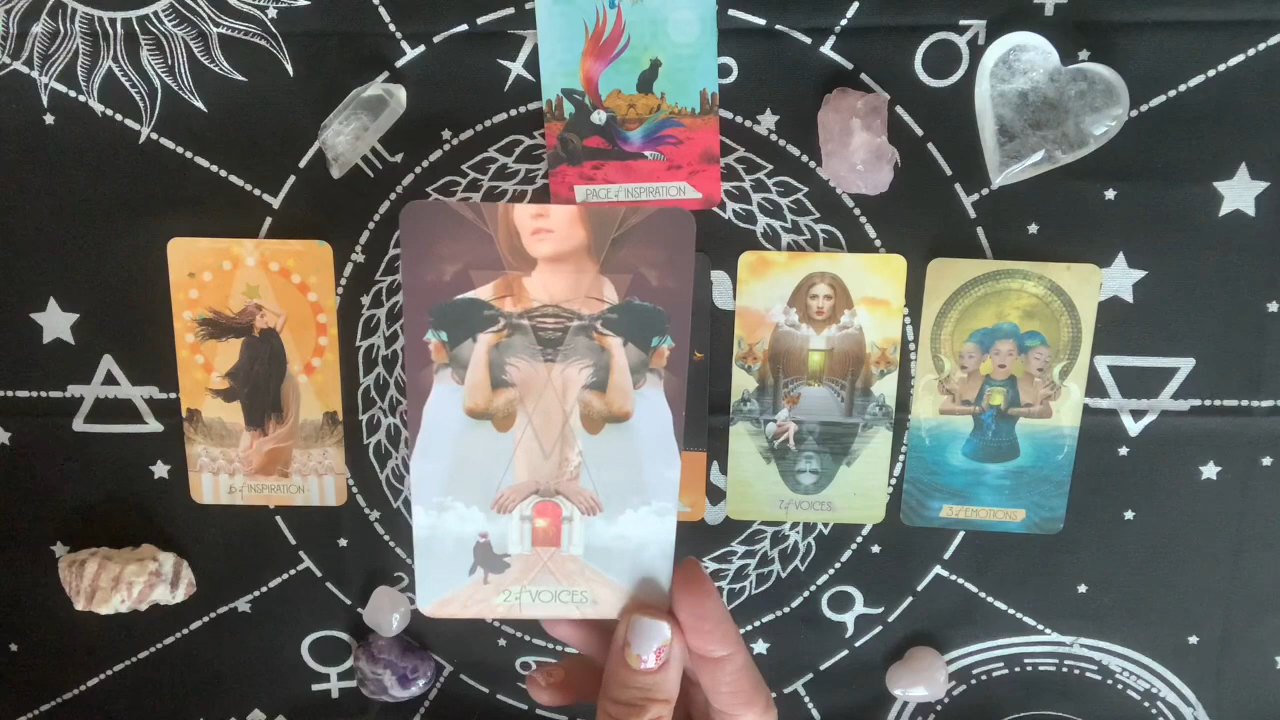 PAGE of INSPIRATION
6 of INSPIRATION
2 of VOICES
7 of VOICES
3 of EMOTIONS